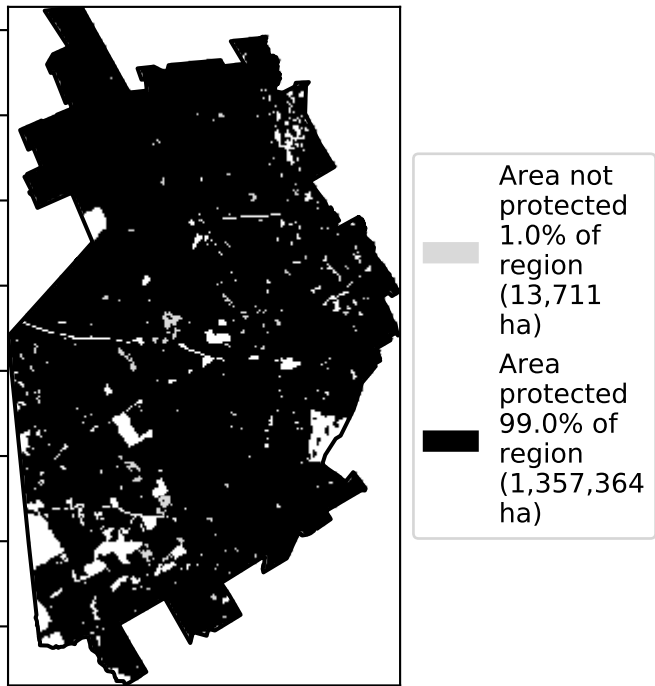 Area not
protected
1.0% of
region
(13,711
ha)
Area
protected
99.0% of
region
(1,357,364
ha)